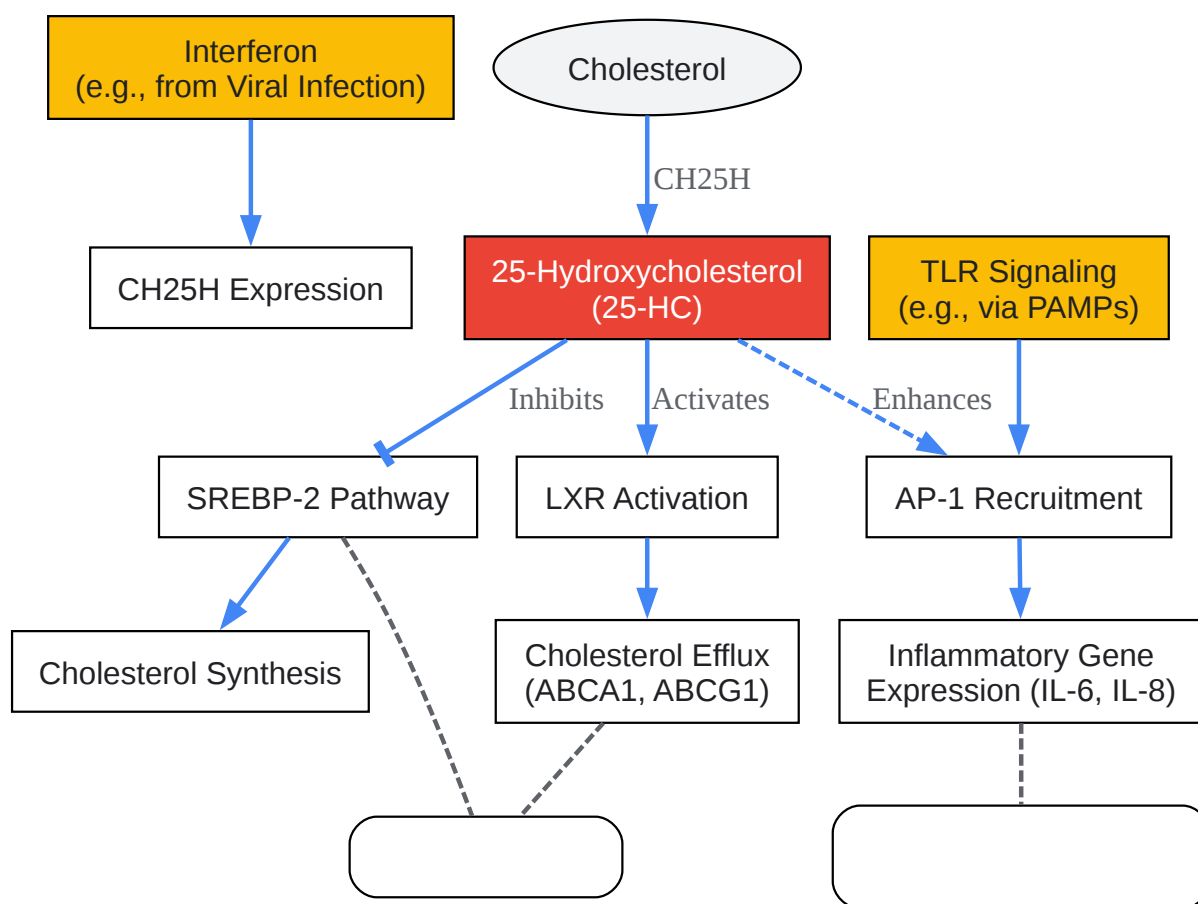 Interferon
(e.g., from Viral Infection)
Cholesterol
CH25H
CH25H Expression
25-Hydroxycholesterol
(25-HC)
TLR Signaling
(e.g., via PAMPs)
Inhibits
Activates
Enhances
SREBP-2 Pathway
LXR Activation
AP-1 Recruitment
Cholesterol Synthesis
Cholesterol Efflux
(ABCA1, ABCG1)
Inflammatory Gene
Expression (IL-6, IL-8)